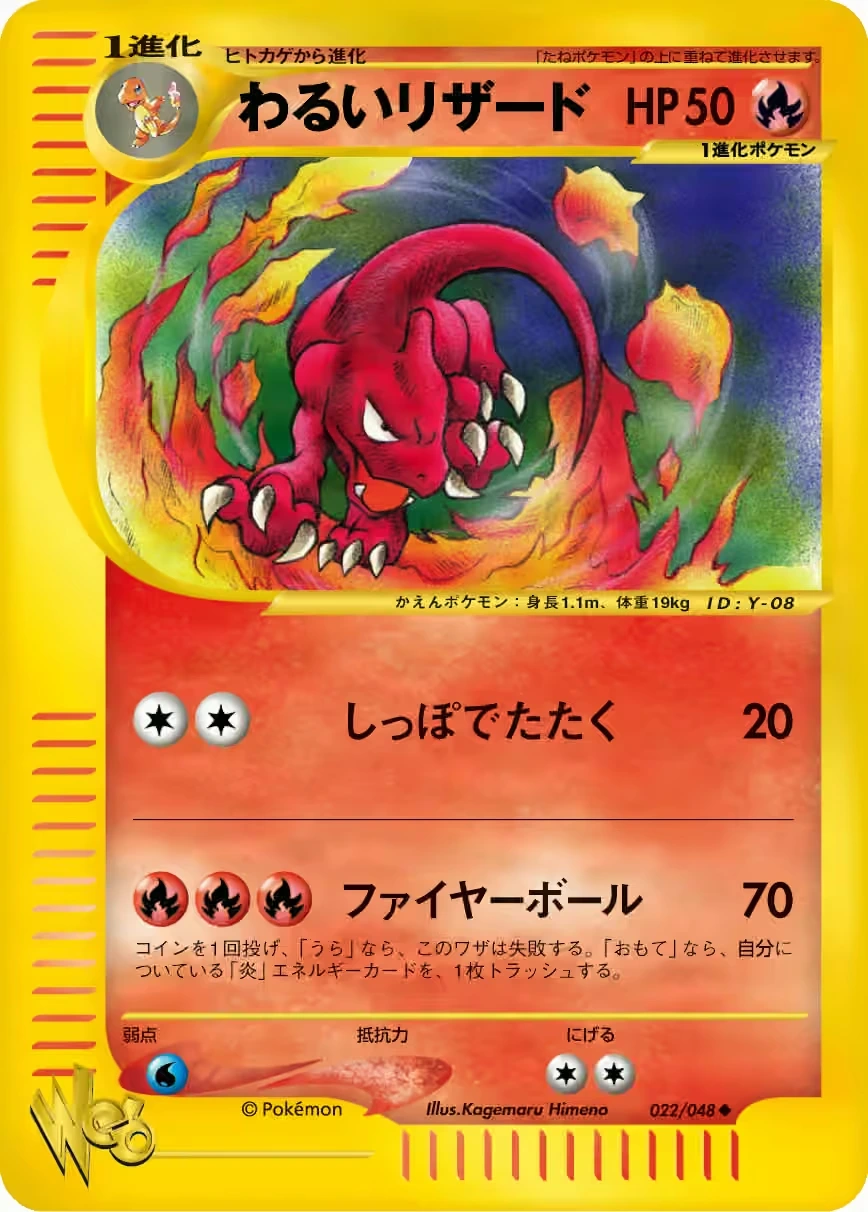 1進化
ヒトカゲから進化
「たねポケモン」の上に重ねて進化させます。
わるいリザード HP50
1進化ポケモン
かえんポケモン：身長1.1m、体重19kg ID：Y-08
しっぽでたたく 20
ファイヤーボール 70
コインを1回投げ、「うら」なら、このワザは失敗する。「おもて」なら、自分に
ついている「炎」エネルギーカードを、1枚トラッシュする。
弱点 抵抗力 にげる
Web
© Pokémon Illus.Kagemaru Himeno 022/048 ◆